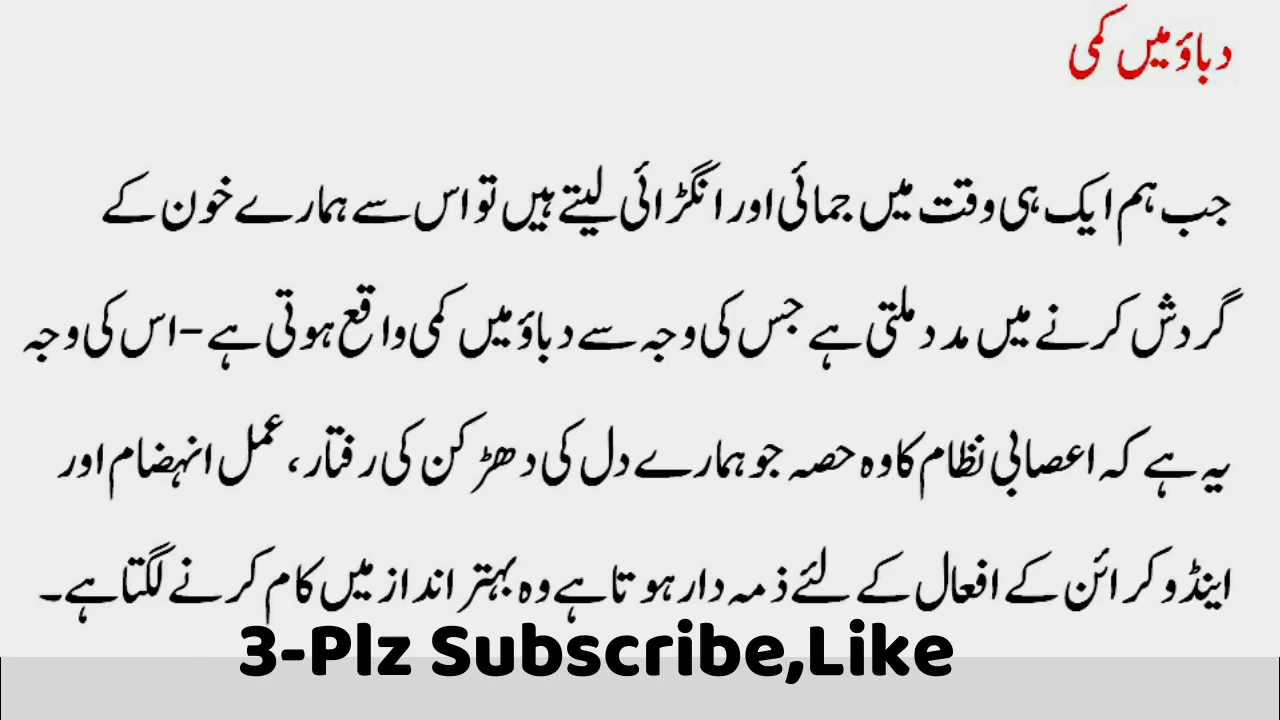 دباؤ میں کمی
جب ہم ایک ہی وقت میں جمائی اور انگڑائی لیتے ہیں تو اس سے ہمارے خون کے
گردش کرنے میں مدد ملتی ہے جس کی وجہ سے دباؤ میں کمی واقع ہوتی ہے –اس کی وجہ
یہ ہے کہ اعصابی نظام کا وہ حصہ جو ہمارے دل کی دھڑکن کی رفتار، عمل انہضام اور
اینڈوکرائن کے افعال کے لئے ذمہ دار ہوتا ہے وہ بہتر انداز میں کام کرنے لگتا ہے۔
3-Plz Subscribe,Like